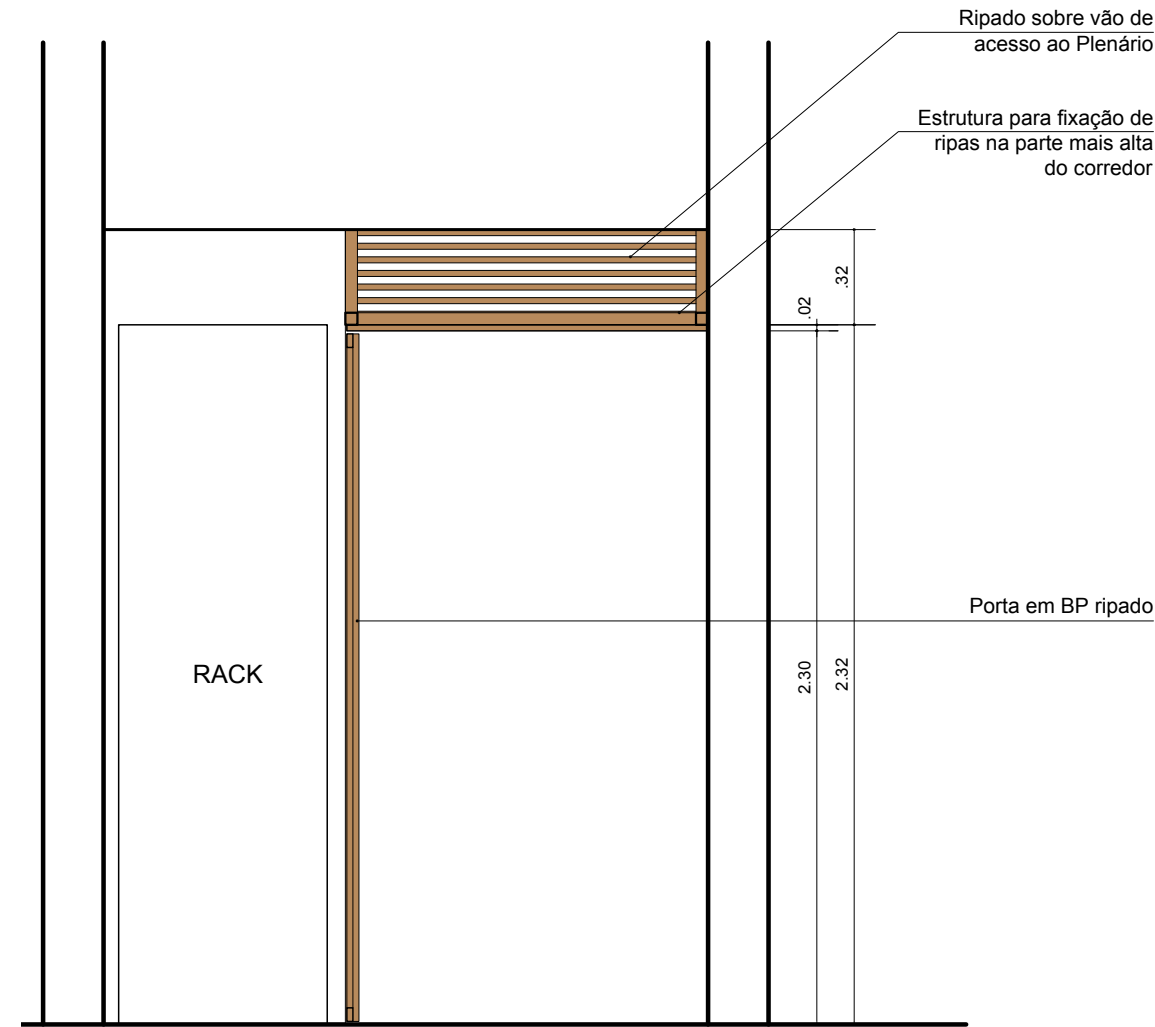 Ripado sobre vão de
acesso ao Plenário
Estrutura para fixação de
ripas na parte mais alta
do corredor
.32
.02
Porta em BP ripado
RACK
2.30
2.32